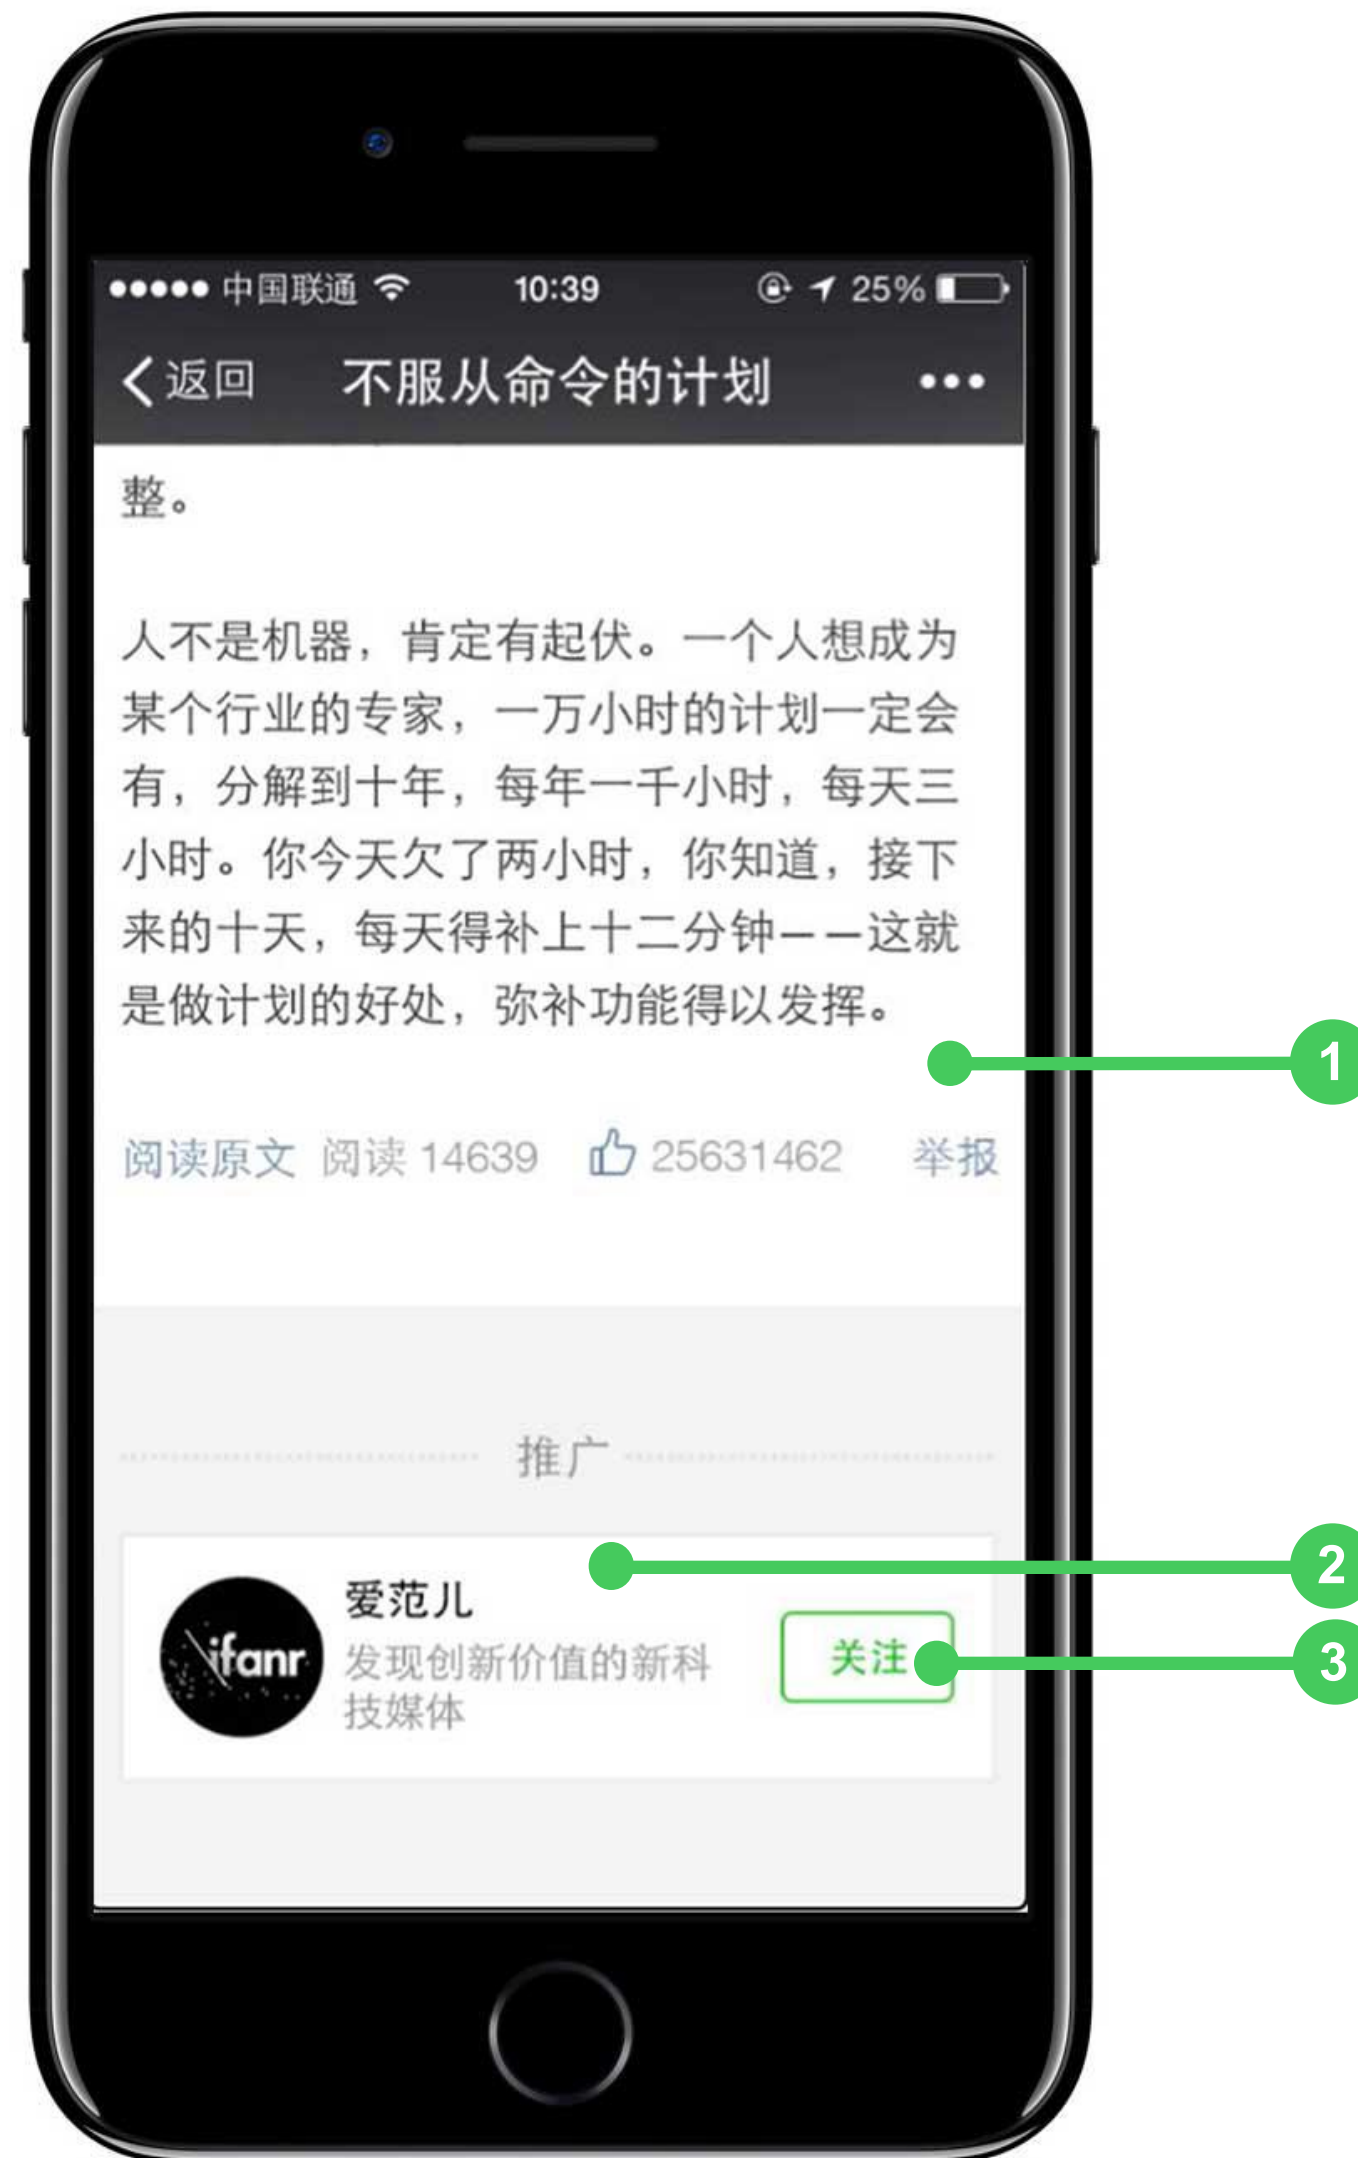 中国联通 10:39 25%
返回 不服从命令的计划
整。
人不是机器，肯定有起伏。一个人想成为
某个行业的专家，一万小时的计划一定会
有，分解到十年，每年一千小时，每天三
小时。你今天欠了两小时，你知道，接下
来的十天，每天得补上十二分钟——这就
是做计划的好处，弥补功能得以发挥。
1
阅读原文 阅读 14639 25631462 举报
推广
2
爱范儿
ifanr 发现创新价值的新科 关注 3
技媒体